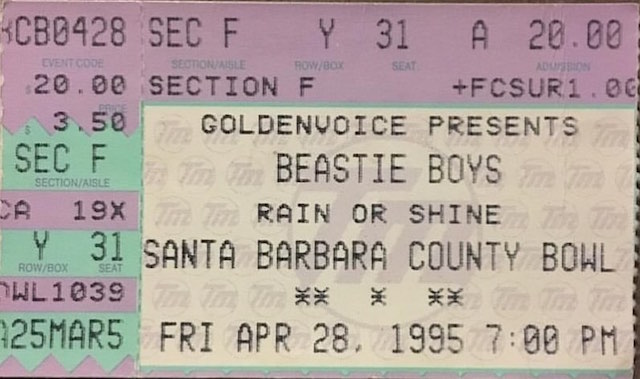 CB0428 SEC F Y 31 A 20.00
EVENT CODE SECTION/AISLE ROW/BOX SEAT ADMISSION
$20.00 SECTION F +FCSUR1.00
PRICE
$3.50 GOLDENVOICE PRESENTS
SEC F BEASTIE BOYS
SECTION/AISLE
CA 19X RAIN OR SHINE
Y 31 SANTA BARBARA COUNTY BOWL
ROW/BOX SEAT
OWL1039 ** * **
A25MAR5 FRI APR 28, 1995 7:00 PM